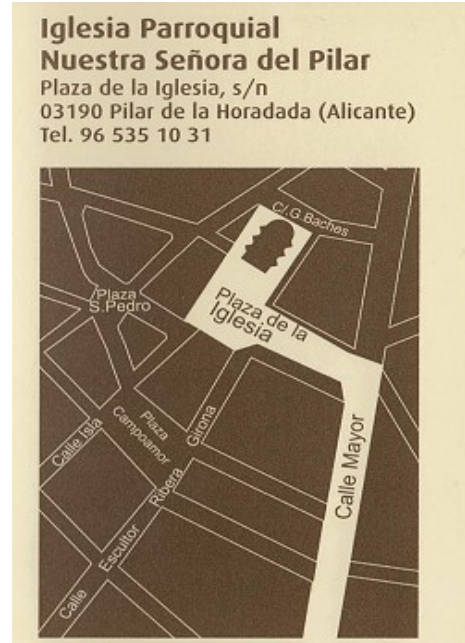 Iglesia Parroquial
Nuestra Señora del Pilar
Plaza de la Iglesia, s/n
03190 Pilar de la Horadada (Alicante)
Tel. 96 535 10 31
C/.G.Baches
Plaza de la
Iglesia
Plaza
S.Pedro
Plaza
Campoamor
Girona
Calle Isla
Calle Mayor
Calle Escultor Ribera